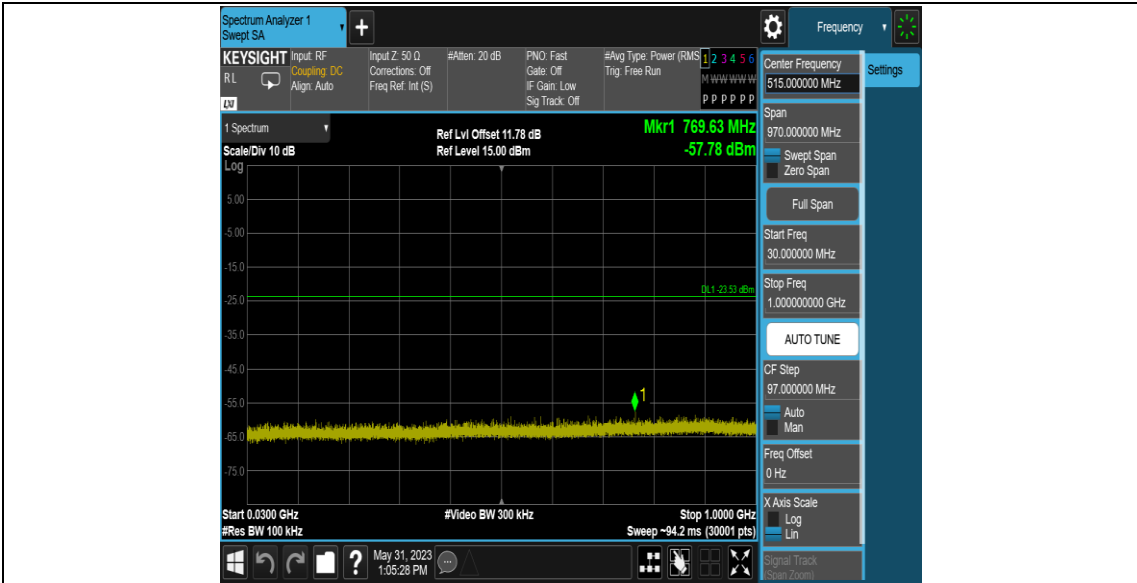 Spectrum Analyzer 1
Swept SA
+
Frequency
KEYSIGHT
RL
LXI
Input: RF
Coupling: DC
Align: Auto
Input Z: 50 Ω
Corrections: Off
Freq Ref: Int (S)
#Atten: 20 dB
PNO: Fast
Gate: Off
IF Gain: Low
Sig Track: Off
#Avg Type: Power (RMS
Trig: Free Run
1 2 3 4 5 6
M W W W W W
P P P P P P
Center Frequency
515.000000 MHz
Settings
1 Spectrum
Scale/Div 10 dB
Ref Lvl Offset 11.78 dB
Ref Level 15.00 dBm
Mkr1 769.63 MHz
-57.78 dBm
Log
5.00
-5.00
-15.0
-25.0
-35.0
-45.0
-55.0
-65.0
-75.0
DL1 -23.53 dBm
1
Start 0.0300 GHz
#Res BW 100 kHz
#Video BW 300 kHz
Stop 1.0000 GHz
Sweep ~94.2 ms (30001 pts)
Span
970.000000 MHz
Swept Span
Zero Span
Full Span
Start Freq
30.000000 MHz
Stop Freq
1.000000000 GHz
AUTO TUNE
CF Step
97.000000 MHz
Auto
Man
Freq Offset
0 Hz
X Axis Scale
Log
Lin
Signal Track
(Span Zoom)
?
May 31, 2023
1:05:28 PM